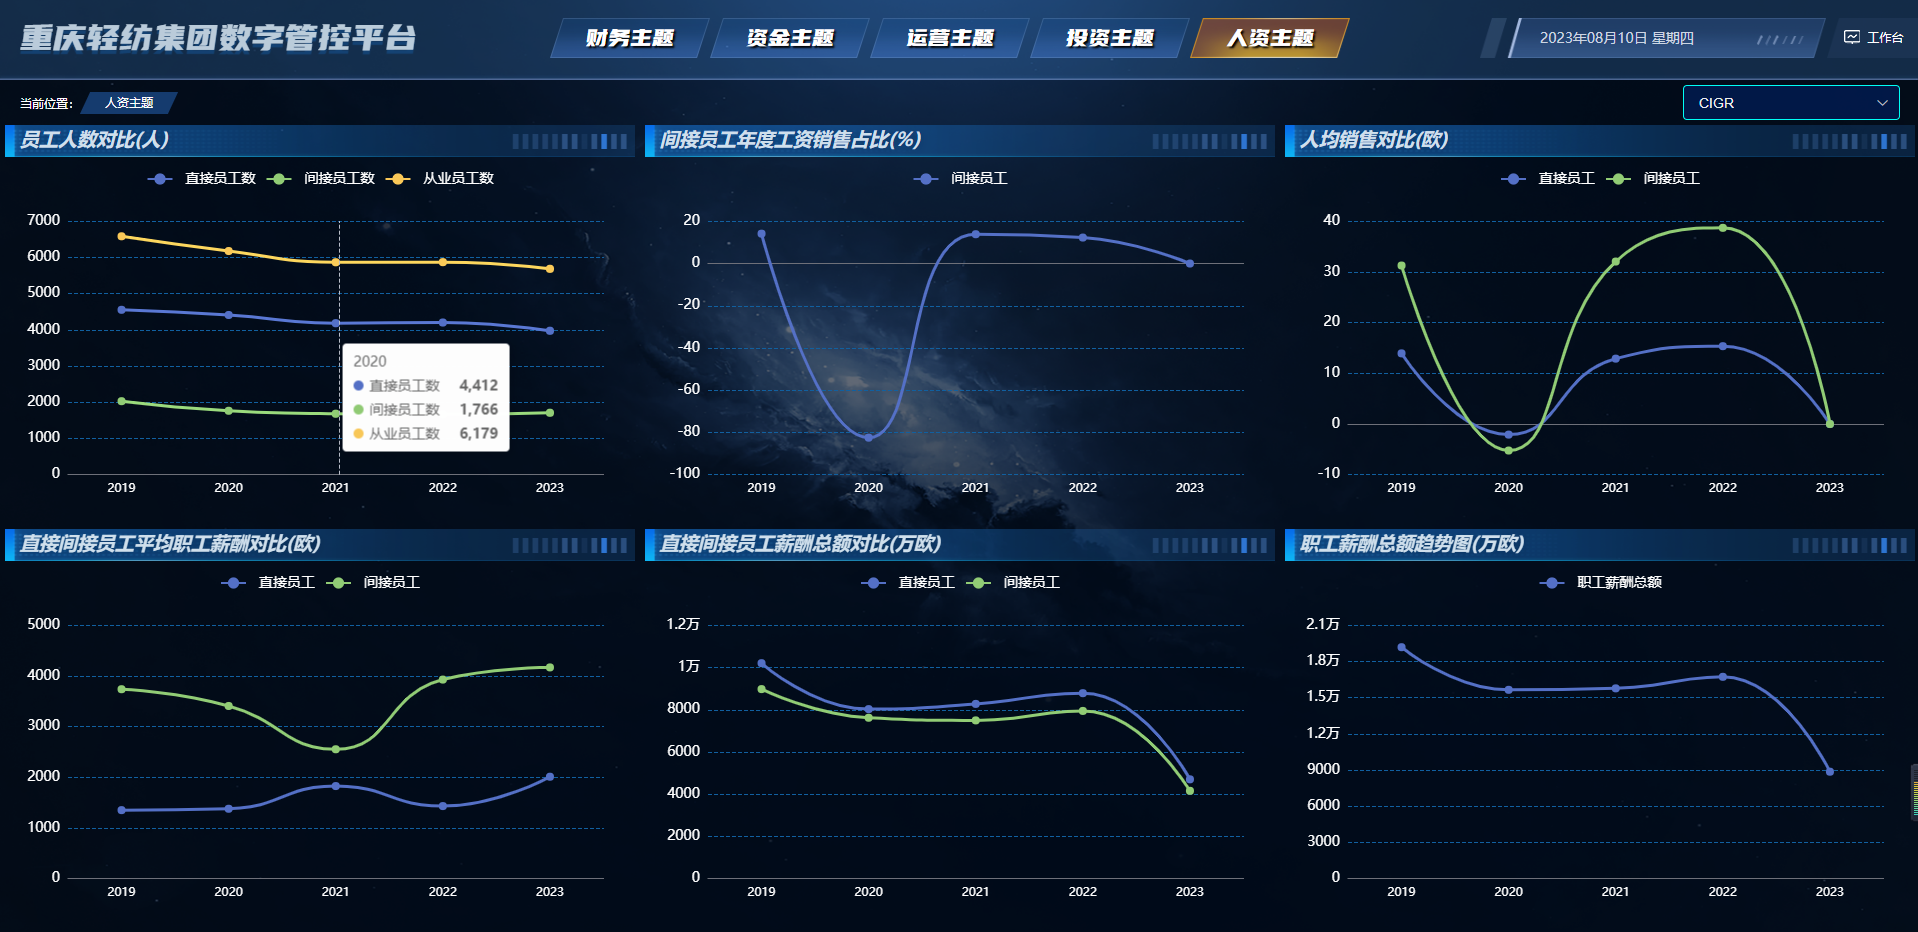 重庆轻纺集团数字管控平台
财务主题 资金主题 运营主题 投资主题 人资主题
2023年08月10日 星期四
工作台
当前位置: 人资主题
CIGR
员工人数对比(人)
直接员工数 间接员工数 从业员工数
7000
6000
5000
4000
3000
2000
1000
0
2019 2020 2021 2022 2023
2020
直接员工数 4,412
间接员工数 1,766
从业员工数 6,179
间接员工年度工资销售占比(%)
间接员工
20
0
-20
-40
-60
-80
-100
2019 2020 2021 2022 2023
人均销售对比(欧)
直接员工 间接员工
40
30
20
10
0
-10
2019 2020 2021 2022 2023
直接间接员工平均职工薪酬对比(欧)
直接员工 间接员工
5000
4000
3000
2000
1000
0
2019 2020 2021 2022 2023
直接间接员工薪酬总额对比(万欧)
直接员工 间接员工
1.2万
1万
8000
6000
4000
2000
0
2019 2020 2021 2022 2023
职工薪酬总额趋势图(万欧)
职工薪酬总额
2.1万
1.8万
1.5万
1.2万
9000
6000
3000
0
2019 2020 2021 2022 2023